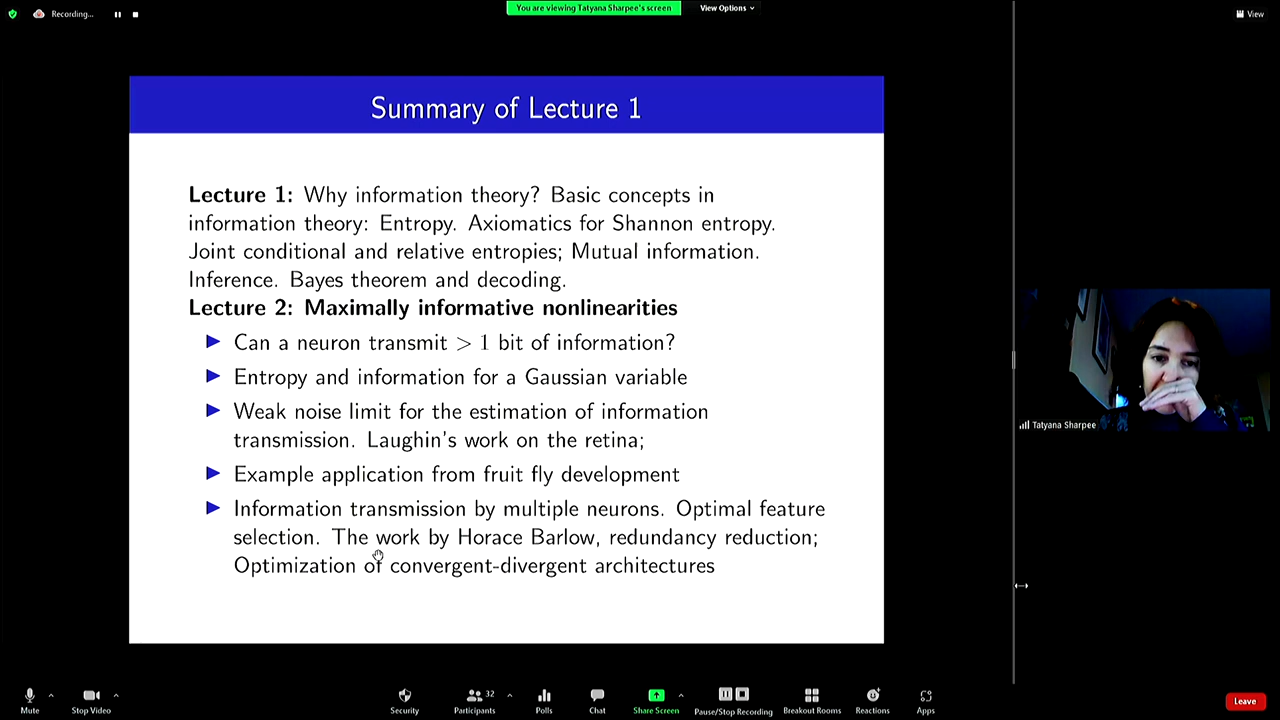 Recording...
You are viewing Tatyana Sharpee's screen
View Options
View
Summary of Lecture 1
Lecture 1: Why information theory? Basic concepts in
information theory: Entropy. Axiomatics for Shannon entropy.
Joint conditional and relative entropies; Mutual information.
Inference. Bayes theorem and decoding.
Lecture 2: Maximally informative nonlinearities
Can a neuron transmit > 1 bit of information?
Entropy and information for a Gaussian variable
Weak noise limit for the estimation of information
transmission. Laughin's work on the retina;
Example application from fruit fly development
Information transmission by multiple neurons. Optimal feature
selection. The work by Horace Barlow, redundancy reduction;
Optimization of convergent-divergent architectures
Tatyana Sharpee
32
Mute
Stop Video
Security
Participants
Polls
Chat
Share Screen
Pause/Stop Recording
Breakout Rooms
Reactions
Apps
Leave